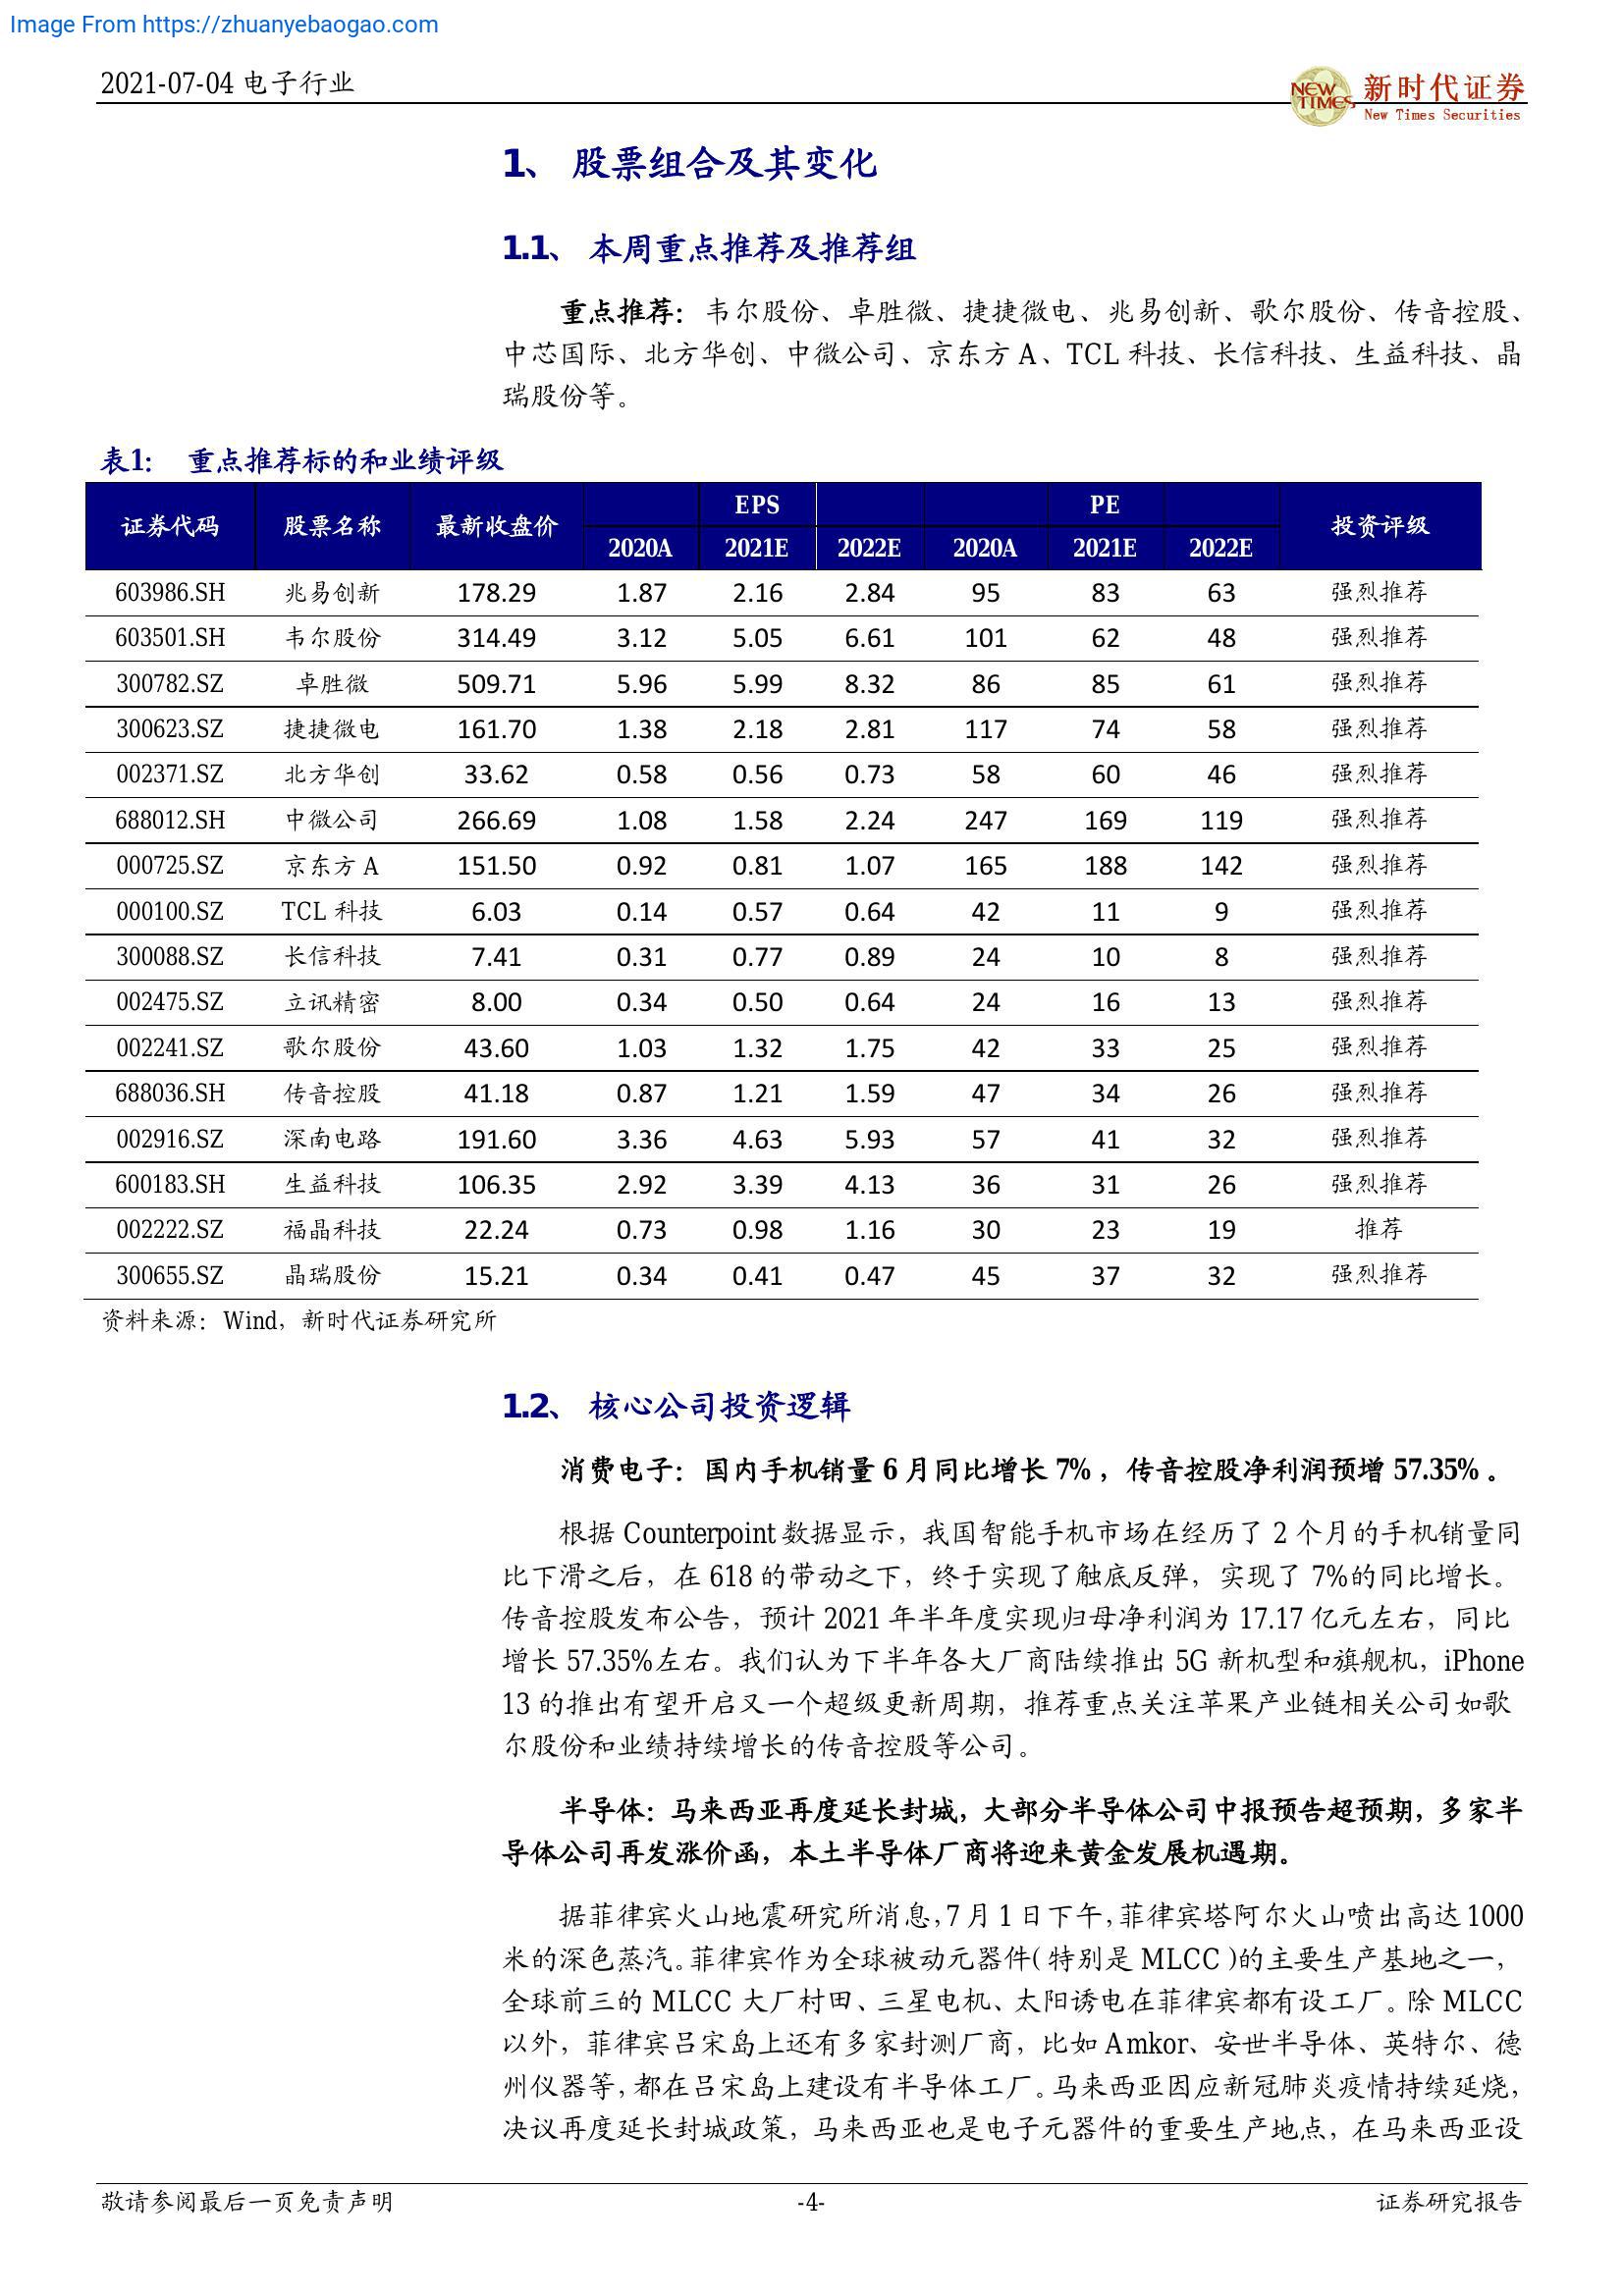 Image From https://zhuanyebaogao.com
2021-07-04 电子行业
NEW TIMES 新时代证券
New Times Securities
1、 股票组合及其变化
1.1、 本周重点推荐及推荐组
重点推荐：韦尔股份、卓胜微、捷捷微电、兆易创新、歌尔股份、传音控股、
中芯国际、北方华创、中微公司、京东方 A、TCL 科技、长信科技、生益科技、晶
瑞股份等。
表1： 重点推荐标的和业绩评级
证券代码 股票名称 最新收盘价 EPS PE 投资评级
2020A 2021E 2022E 2020A 2021E 2022E
603986.SH 兆易创新 178.29 1.87 2.16 2.84 95 83 63 强烈推荐
603501.SH 韦尔股份 314.49 3.12 5.05 6.61 101 62 48 强烈推荐
300782.SZ 卓胜微 509.71 5.96 5.99 8.32 86 85 61 强烈推荐
300623.SZ 捷捷微电 161.70 1.38 2.18 2.81 117 74 58 强烈推荐
002371.SZ 北方华创 33.62 0.58 0.56 0.73 58 60 46 强烈推荐
688012.SH 中微公司 266.69 1.08 1.58 2.24 247 169 119 强烈推荐
000725.SZ 京东方 A 151.50 0.92 0.81 1.07 165 188 142 强烈推荐
000100.SZ TCL 科技 6.03 0.14 0.57 0.64 42 11 9 强烈推荐
300088.SZ 长信科技 7.41 0.31 0.77 0.89 24 10 8 强烈推荐
002475.SZ 立讯精密 8.00 0.34 0.50 0.64 24 16 13 强烈推荐
002241.SZ 歌尔股份 43.60 1.03 1.32 1.75 42 33 25 强烈推荐
688036.SH 传音控股 41.18 0.87 1.21 1.59 47 34 26 强烈推荐
002916.SZ 深南电路 191.60 3.36 4.63 5.93 57 41 32 强烈推荐
600183.SH 生益科技 106.35 2.92 3.39 4.13 36 31 26 强烈推荐
002222.SZ 福晶科技 22.24 0.73 0.98 1.16 30 23 19 推荐
300655.SZ 晶瑞股份 15.21 0.34 0.41 0.47 45 37 32 强烈推荐
资料来源：Wind，新时代证券研究所
1.2、 核心公司投资逻辑
消费电子：国内手机销量 6 月同比增长 7%，传音控股净利润预增 57.35%。
根据 Counterpoint 数据显示，我国智能手机市场在经历了 2 个月的手机销量同
比下滑之后，在 618 的带动之下，终于实现了触底反弹，实现了 7%的同比增长。
传音控股发布公告，预计 2021 年半年度实现归母净利润为 17.17 亿元左右，同比
增长 57.35%左右。我们认为下半年各大厂商陆续推出 5G 新机型和旗舰机，iPhone
13 的推出有望开启又一个超级更新周期，推荐重点关注苹果产业链相关公司如歌
尔股份和业绩持续增长的传音控股等公司。
半导体：马来西亚再度延长封城，大部分半导体公司中报预告超预期，多家半
导体公司再发涨价函，本土半导体厂商将迎来黄金发展机遇期。
据菲律宾火山地震研究所消息，7 月 1 日下午，菲律宾塔阿尔火山喷出高达 1000
米的深色蒸汽。菲律宾作为全球被动元器件(特别是 MLCC)的主要生产基地之一，
全球前三的 MLCC 大厂村田、三星电机、太阳诱电在菲律宾都有设工厂。除 MLCC
以外，菲律宾吕宋岛上还有多家封测厂商，比如 Amkor、安世半导体、英特尔、德
州仪器等，都在吕宋岛上建设有半导体工厂。马来西亚因应新冠肺炎疫情持续延烧，
决议再度延长封城政策，马来西亚也是电子元器件的重要生产地点，在马来西亚设
敬请参阅最后一页免责声明 -4- 证券研究报告